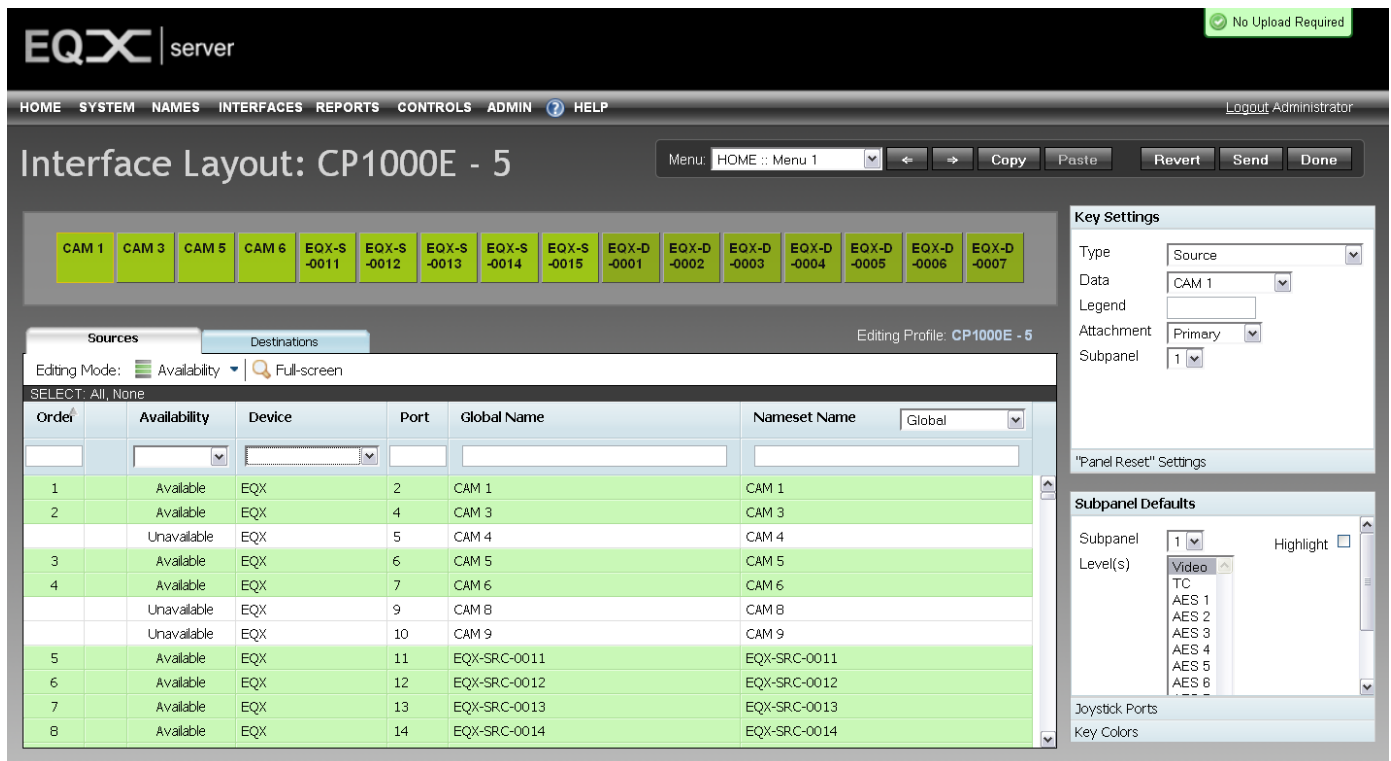 No Upload Required
EQX server
HOME SYSTEM NAMES INTERFACES REPORTS CONTROLS ADMIN ? HELP Logout Administrator
Interface Layout: CP1000E - 5
Menu: HOME :: Menu 1 Copy Paste Revert Send Done
CAM 1 CAM 3 CAM 5 CAM 6 EQX-S EQX-S EQX-S EQX-S EQX-S EQX-D EQX-D EQX-D EQX-D EQX-D EQX-D EQX-D
-0011 -0012 -0013 -0014 -0015 -0001 -0002 -0003 -0004 -0005 -0006 -0007
Sources Destinations Editing Profile: CP1000E - 5
Editing Mode: Availability Full-screen
SELECT: All, None
Order Availability Device Port Global Name Nameset Name Global
1 Available EQX 2 CAM 1 CAM 1
2 Available EQX 4 CAM 3 CAM 3
Unavailable EQX 5 CAM 4 CAM 4
3 Available EQX 6 CAM 5 CAM 5
4 Available EQX 7 CAM 6 CAM 6
Unavailable EQX 9 CAM 8 CAM 8
Unavailable EQX 10 CAM 9 CAM 9
5 Available EQX 11 EQX-SRC-0011 EQX-SRC-0011
6 Available EQX 12 EQX-SRC-0012 EQX-SRC-0012
7 Available EQX 13 EQX-SRC-0013 EQX-SRC-0013
8 Available EQX 14 EQX-SRC-0014 EQX-SRC-0014
Key Settings
Type Source
Data CAM 1
Legend
Attachment Primary
Subpanel 1
"Panel Reset" Settings
Subpanel Defaults
Subpanel 1 Highlight
Level(s) Video
TC
AES 1
AES 2
AES 3
AES 4
AES 5
AES 6
Joystick Ports
Key Colors